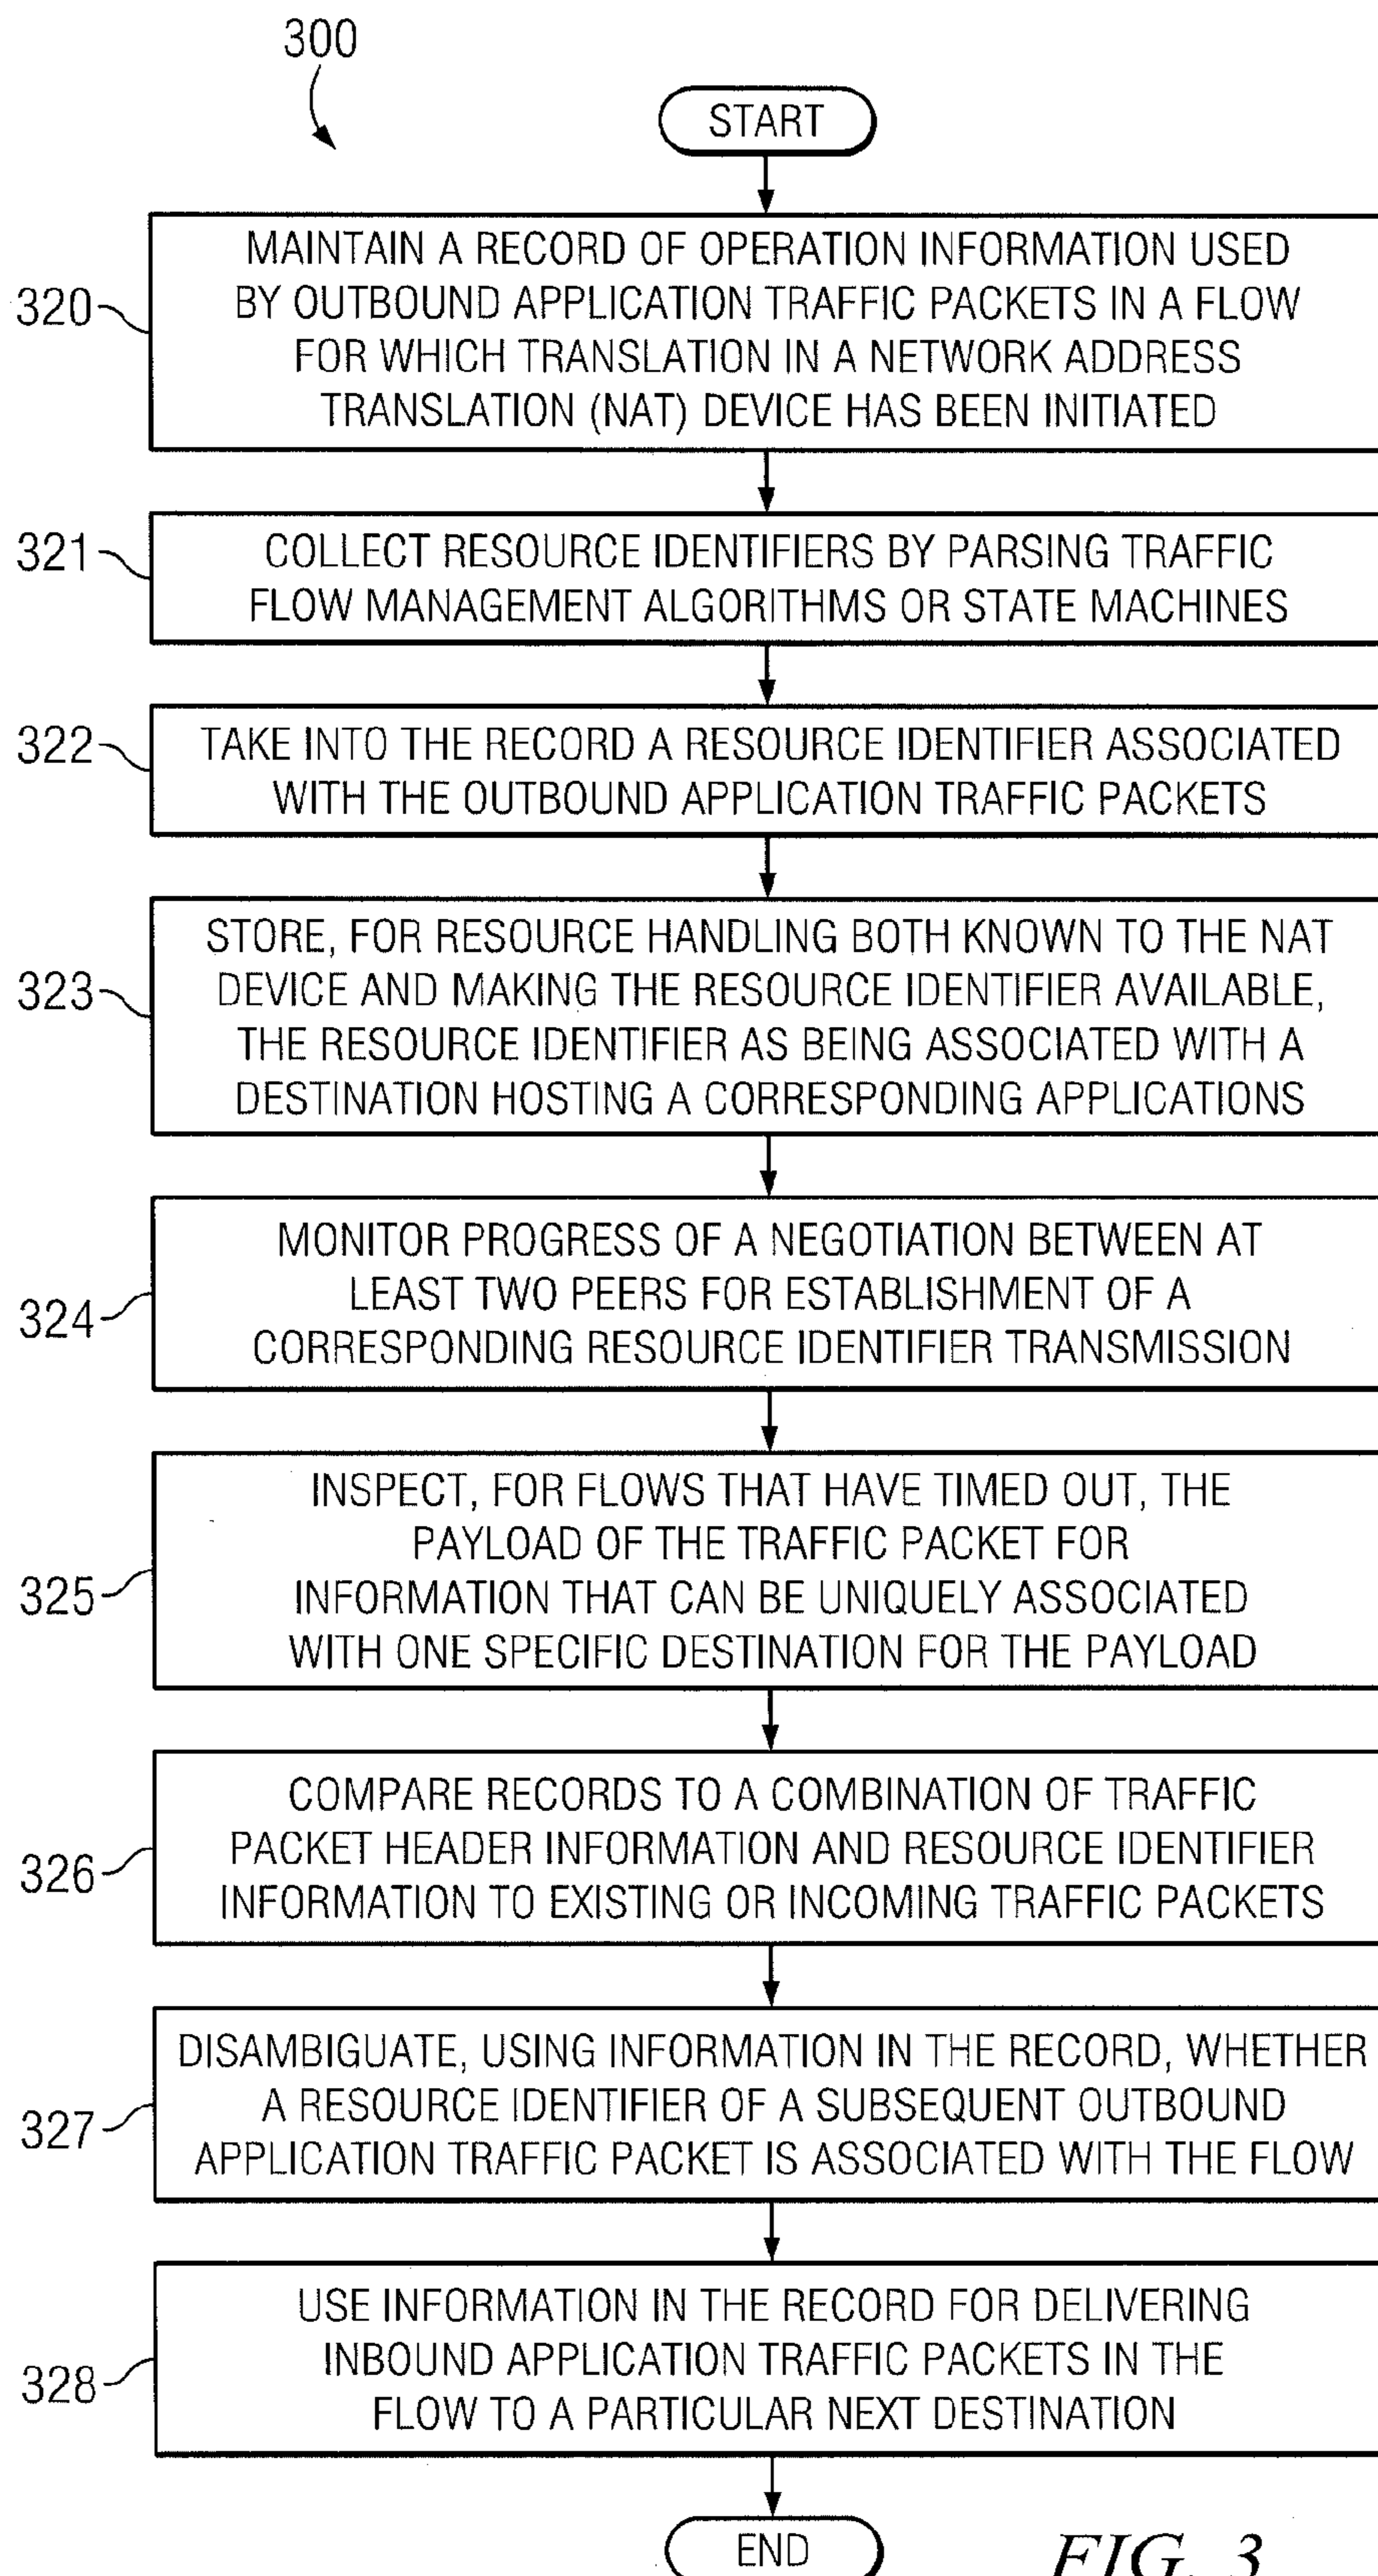 300
START
320
MAINTAIN A RECORD OF OPERATION INFORMATION USED
BY OUTBOUND APPLICATION TRAFFIC PACKETS IN A FLOW
FOR WHICH TRANSLATION IN A NETWORK ADDRESS
TRANSLATION (NAT) DEVICE HAS BEEN INITIATED
321
COLLECT RESOURCE IDENTIFIERS BY PARSING TRAFFIC
FLOW MANAGEMENT ALGORITHMS OR STATE MACHINES
322
TAKE INTO THE RECORD A RESOURCE IDENTIFIER ASSOCIATED
WITH THE OUTBOUND APPLICATION TRAFFIC PACKETS
323
STORE, FOR RESOURCE HANDLING BOTH KNOWN TO THE NAT
DEVICE AND MAKING THE RESOURCE IDENTIFIER AVAILABLE,
THE RESOURCE IDENTIFIER AS BEING ASSOCIATED WITH A
DESTINATION HOSTING A CORRESPONDING APPLICATIONS
324
MONITOR PROGRESS OF A NEGOTIATION BETWEEN AT
LEAST TWO PEERS FOR ESTABLISHMENT OF A
CORRESPONDING RESOURCE IDENTIFIER TRANSMISSION
325
INSPECT, FOR FLOWS THAT HAVE TIMED OUT, THE
PAYLOAD OF THE TRAFFIC PACKET FOR
INFORMATION THAT CAN BE UNIQUELY ASSOCIATED
WITH ONE SPECIFIC DESTINATION FOR THE PAYLOAD
326
COMPARE RECORDS TO A COMBINATION OF TRAFFIC
PACKET HEADER INFORMATION AND RESOURCE IDENTIFIER
INFORMATION TO EXISTING OR INCOMING TRAFFIC PACKETS
327
DISAMBIGUATE, USING INFORMATION IN THE RECORD, WHETHER
A RESOURCE IDENTIFIER OF A SUBSEQUENT OUTBOUND
APPLICATION TRAFFIC PACKET IS ASSOCIATED WITH THE FLOW
328
USE INFORMATION IN THE RECORD FOR DELIVERING
INBOUND APPLICATION TRAFFIC PACKETS IN THE
FLOW TO A PARTICULAR NEXT DESTINATION
END
FIG. 3